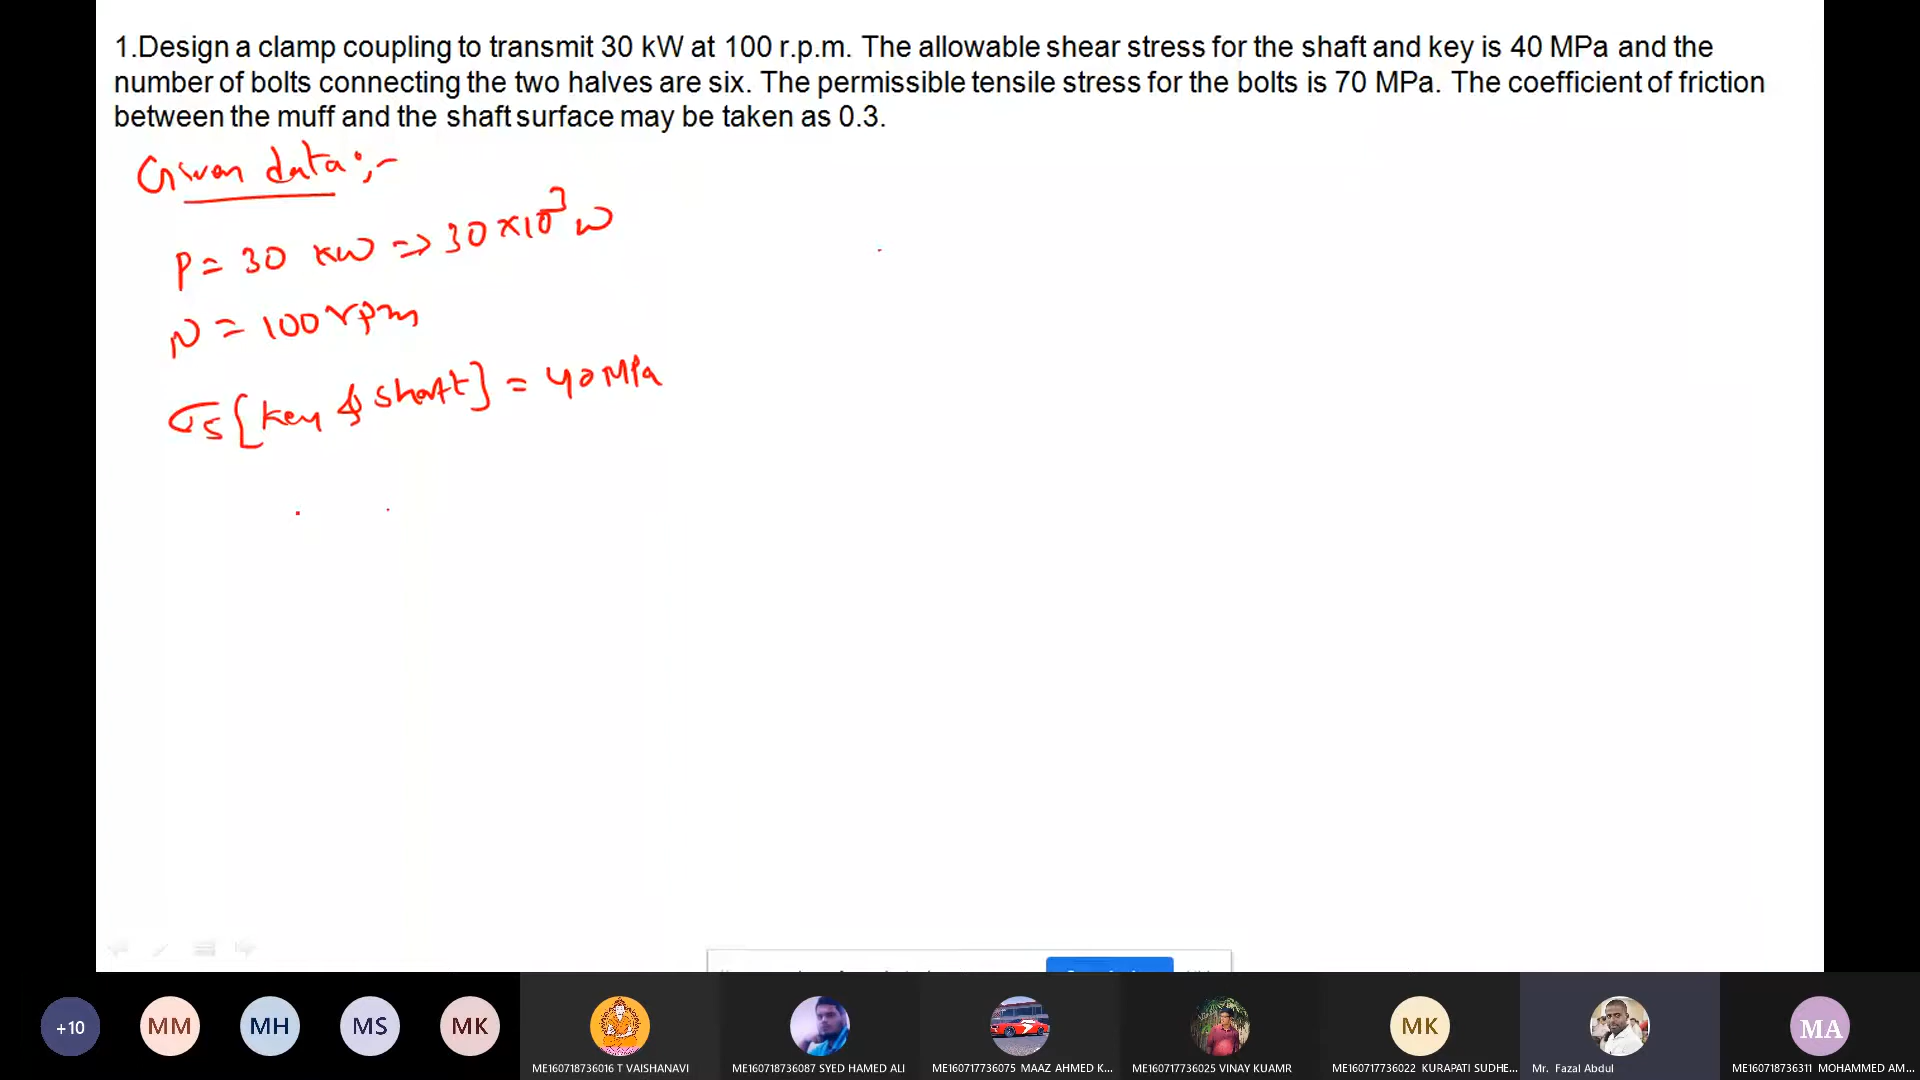 1.Design a clamp coupling to transmit 30 kW at 100 r.p.m. The allowable shear stress for the shaft and key is 40 MPa and the
number of bolts connecting the two halves are six. The permissible tensile stress for the bolts is 70 MPa. The coefficient of friction
between the muff and the shaft surface may be taken as 0.3.
Given data:-
P = 30 kW => 30 x 10³ W
N = 100 rpm
σs [key & shaft] = 40 MPa
+10
MM
MH
MS
MK
MK
MA
ME160718736016 T VAISHANAVI
ME160718736087 SYED HAMED ALI
ME160717736075 MAAZ AHMED K...
ME160717736025 VINAY KUAMR
ME160717736022 KURAPATI SUDHE...
Mr. Fazal Abdul
ME160718736311 MOHAMMED AM...